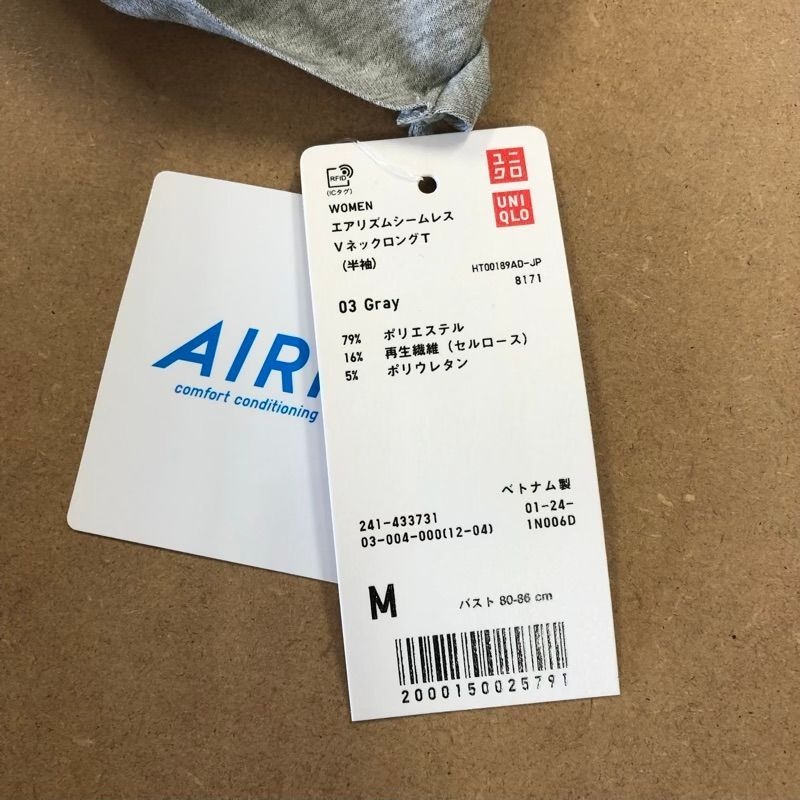 RFID
(ICタグ)
ユニ
クロ
UNI
QLO
WOMEN
エアリズムシームレス
VネックロングT
(半袖)
HT00189AD-JP
8171
03 Gray
79% ポリエステル
16% 再生繊維(セルロース)
5% ポリウレタン
ベトナム製
241-433731
01-24-
03-004-000(12-04)
1N006D
M
バスト 80-86 cm
2000150025791
comfort conditioning